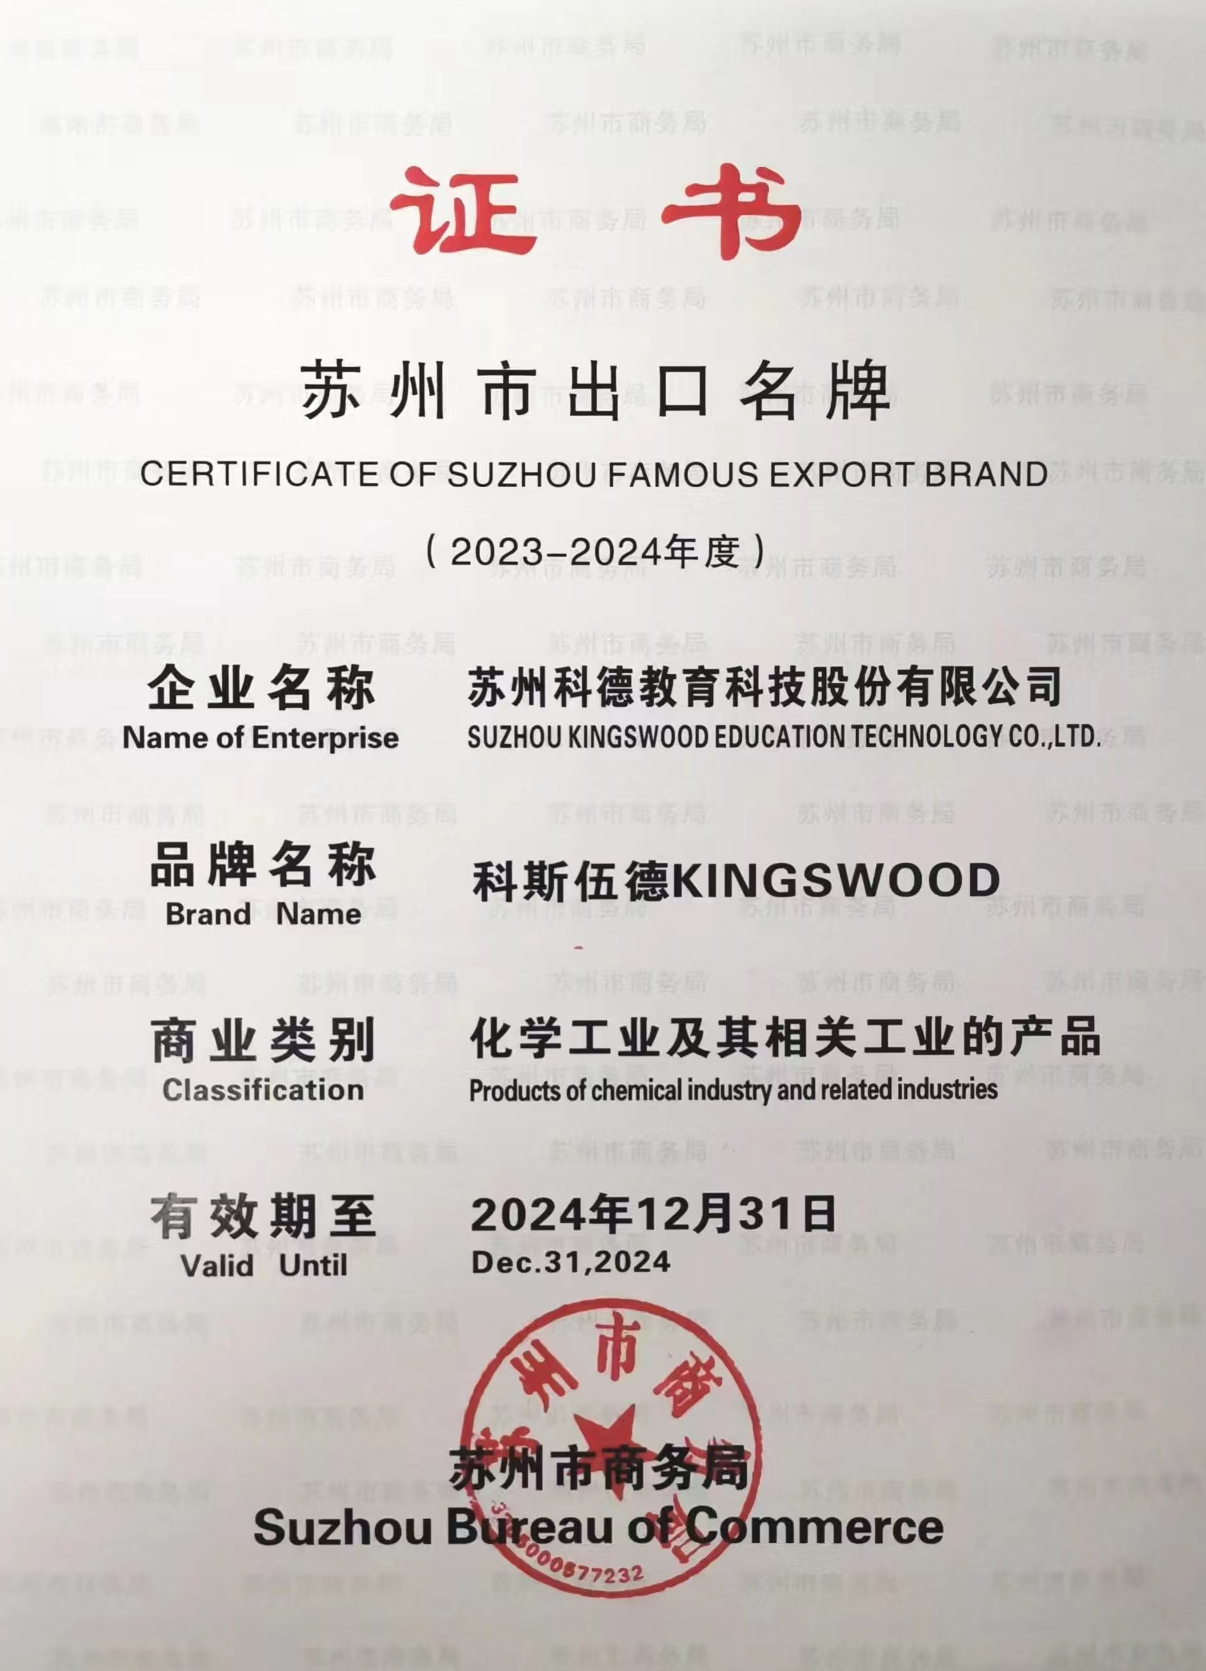 证书
苏州市出口名牌
CERTIFICATE OF SUZHOU FAMOUS EXPORT BRAND
（2023-2024年度）
企业名称 苏州科德教育科技股份有限公司
Name of Enterprise SUZHOU KINGSWOOD EDUCATION TECHNOLOGY CO.,LTD.
品牌名称 科斯伍德KINGSWOOD
Brand Name
商业类别 化学工业及其相关工业的产品
Classification Products of chemical industry and related industries
有效期至 2024年12月31日
Valid Until Dec.31,2024
苏州市商务局
苏州市商务局
Suzhou Bureau of Commerce